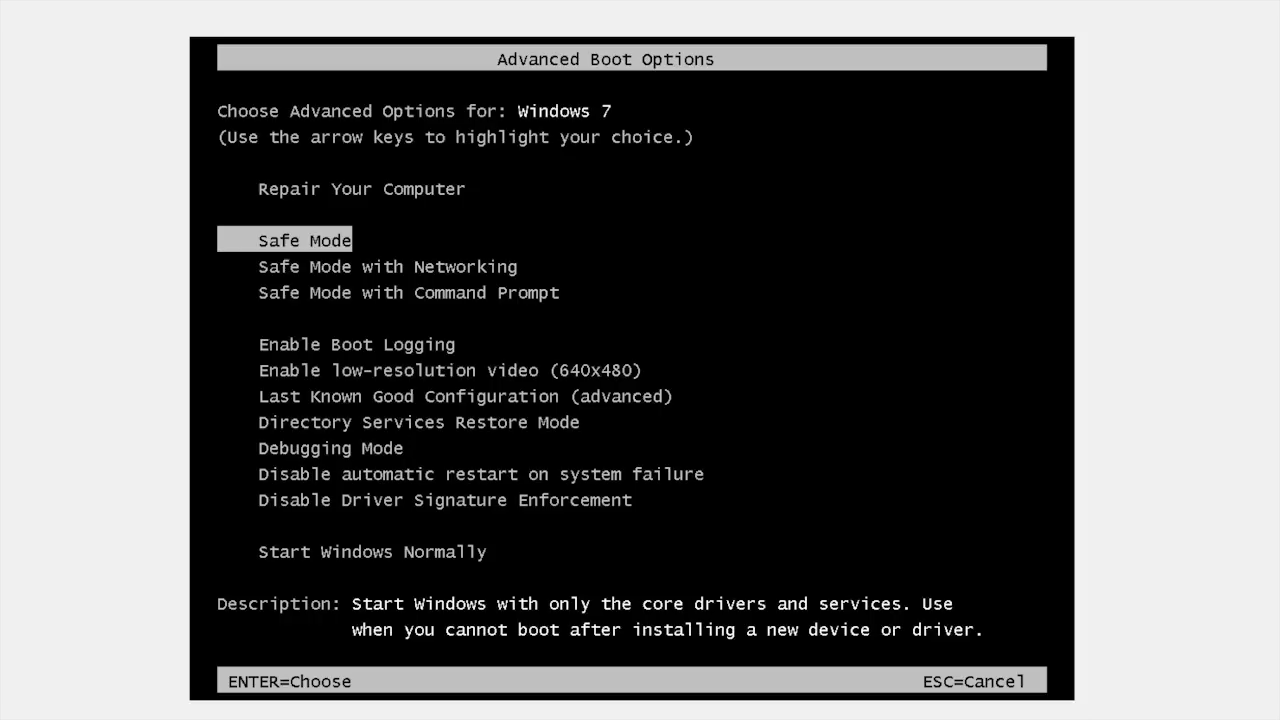 Advanced Boot Options
Choose Advanced Options for: Windows 7
(Use the arrow keys to highlight your choice.)
Repair Your Computer
Safe Mode
Safe Mode with Networking
Safe Mode with Command Prompt
Enable Boot Logging
Enable low-resolution video (640x480)
Last Known Good Configuration (advanced)
Directory Services Restore Mode
Debugging Mode
Disable automatic restart on system failure
Disable Driver Signature Enforcement
Start Windows Normally
Description: Start Windows with only the core drivers and services. Use
when you cannot boot after installing a new device or driver.
ENTER=Choose ESC=Cancel